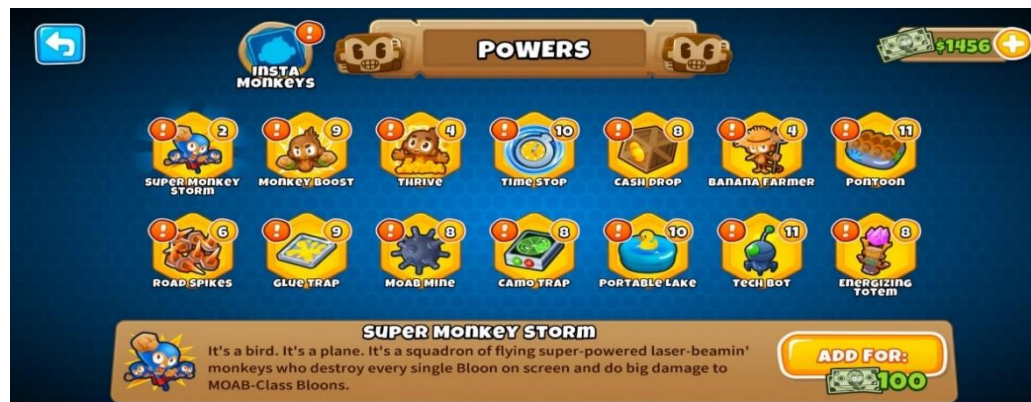 POWERS
$1456
INSTA
MONKEYS
2
9
4
10
8
4
11
SUPER MONKEY
STORM
MONKEY BOOST
THRIVE
TIME STOP
CASH DROP
BANANA FARMER
PONTOON
6
9
8
8
10
11
8
ROAD SPIKES
GLUE TRAP
MOAB MINE
CAMO TRAP
PORTABLE LAKE
TECH BOT
ENERGIZING
TOTEM
SUPER MONKEY STORM
It's a bird. It's a plane. It's a squadron of flying super-powered laser-beamin'
monkeys who destroy every single Bloon on screen and do big damage to
MOAB-Class Bloons.
ADD FOR:
100